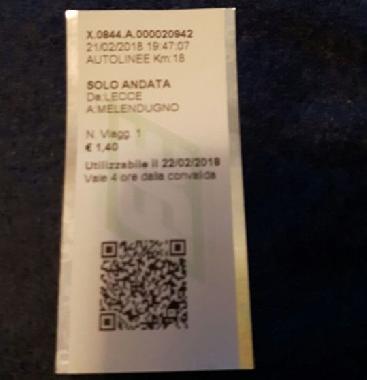 X.0844.A.000020942
21/02/2018 19:47:07
AUTOLINEE Km:18
SOLO ANDATA
Da:LECCE
A:MELENDUGNO
N. Viagg. 1
€ 1,40
Utilizzabile il 22/02/2018
Vale 4 ore dalla convalida